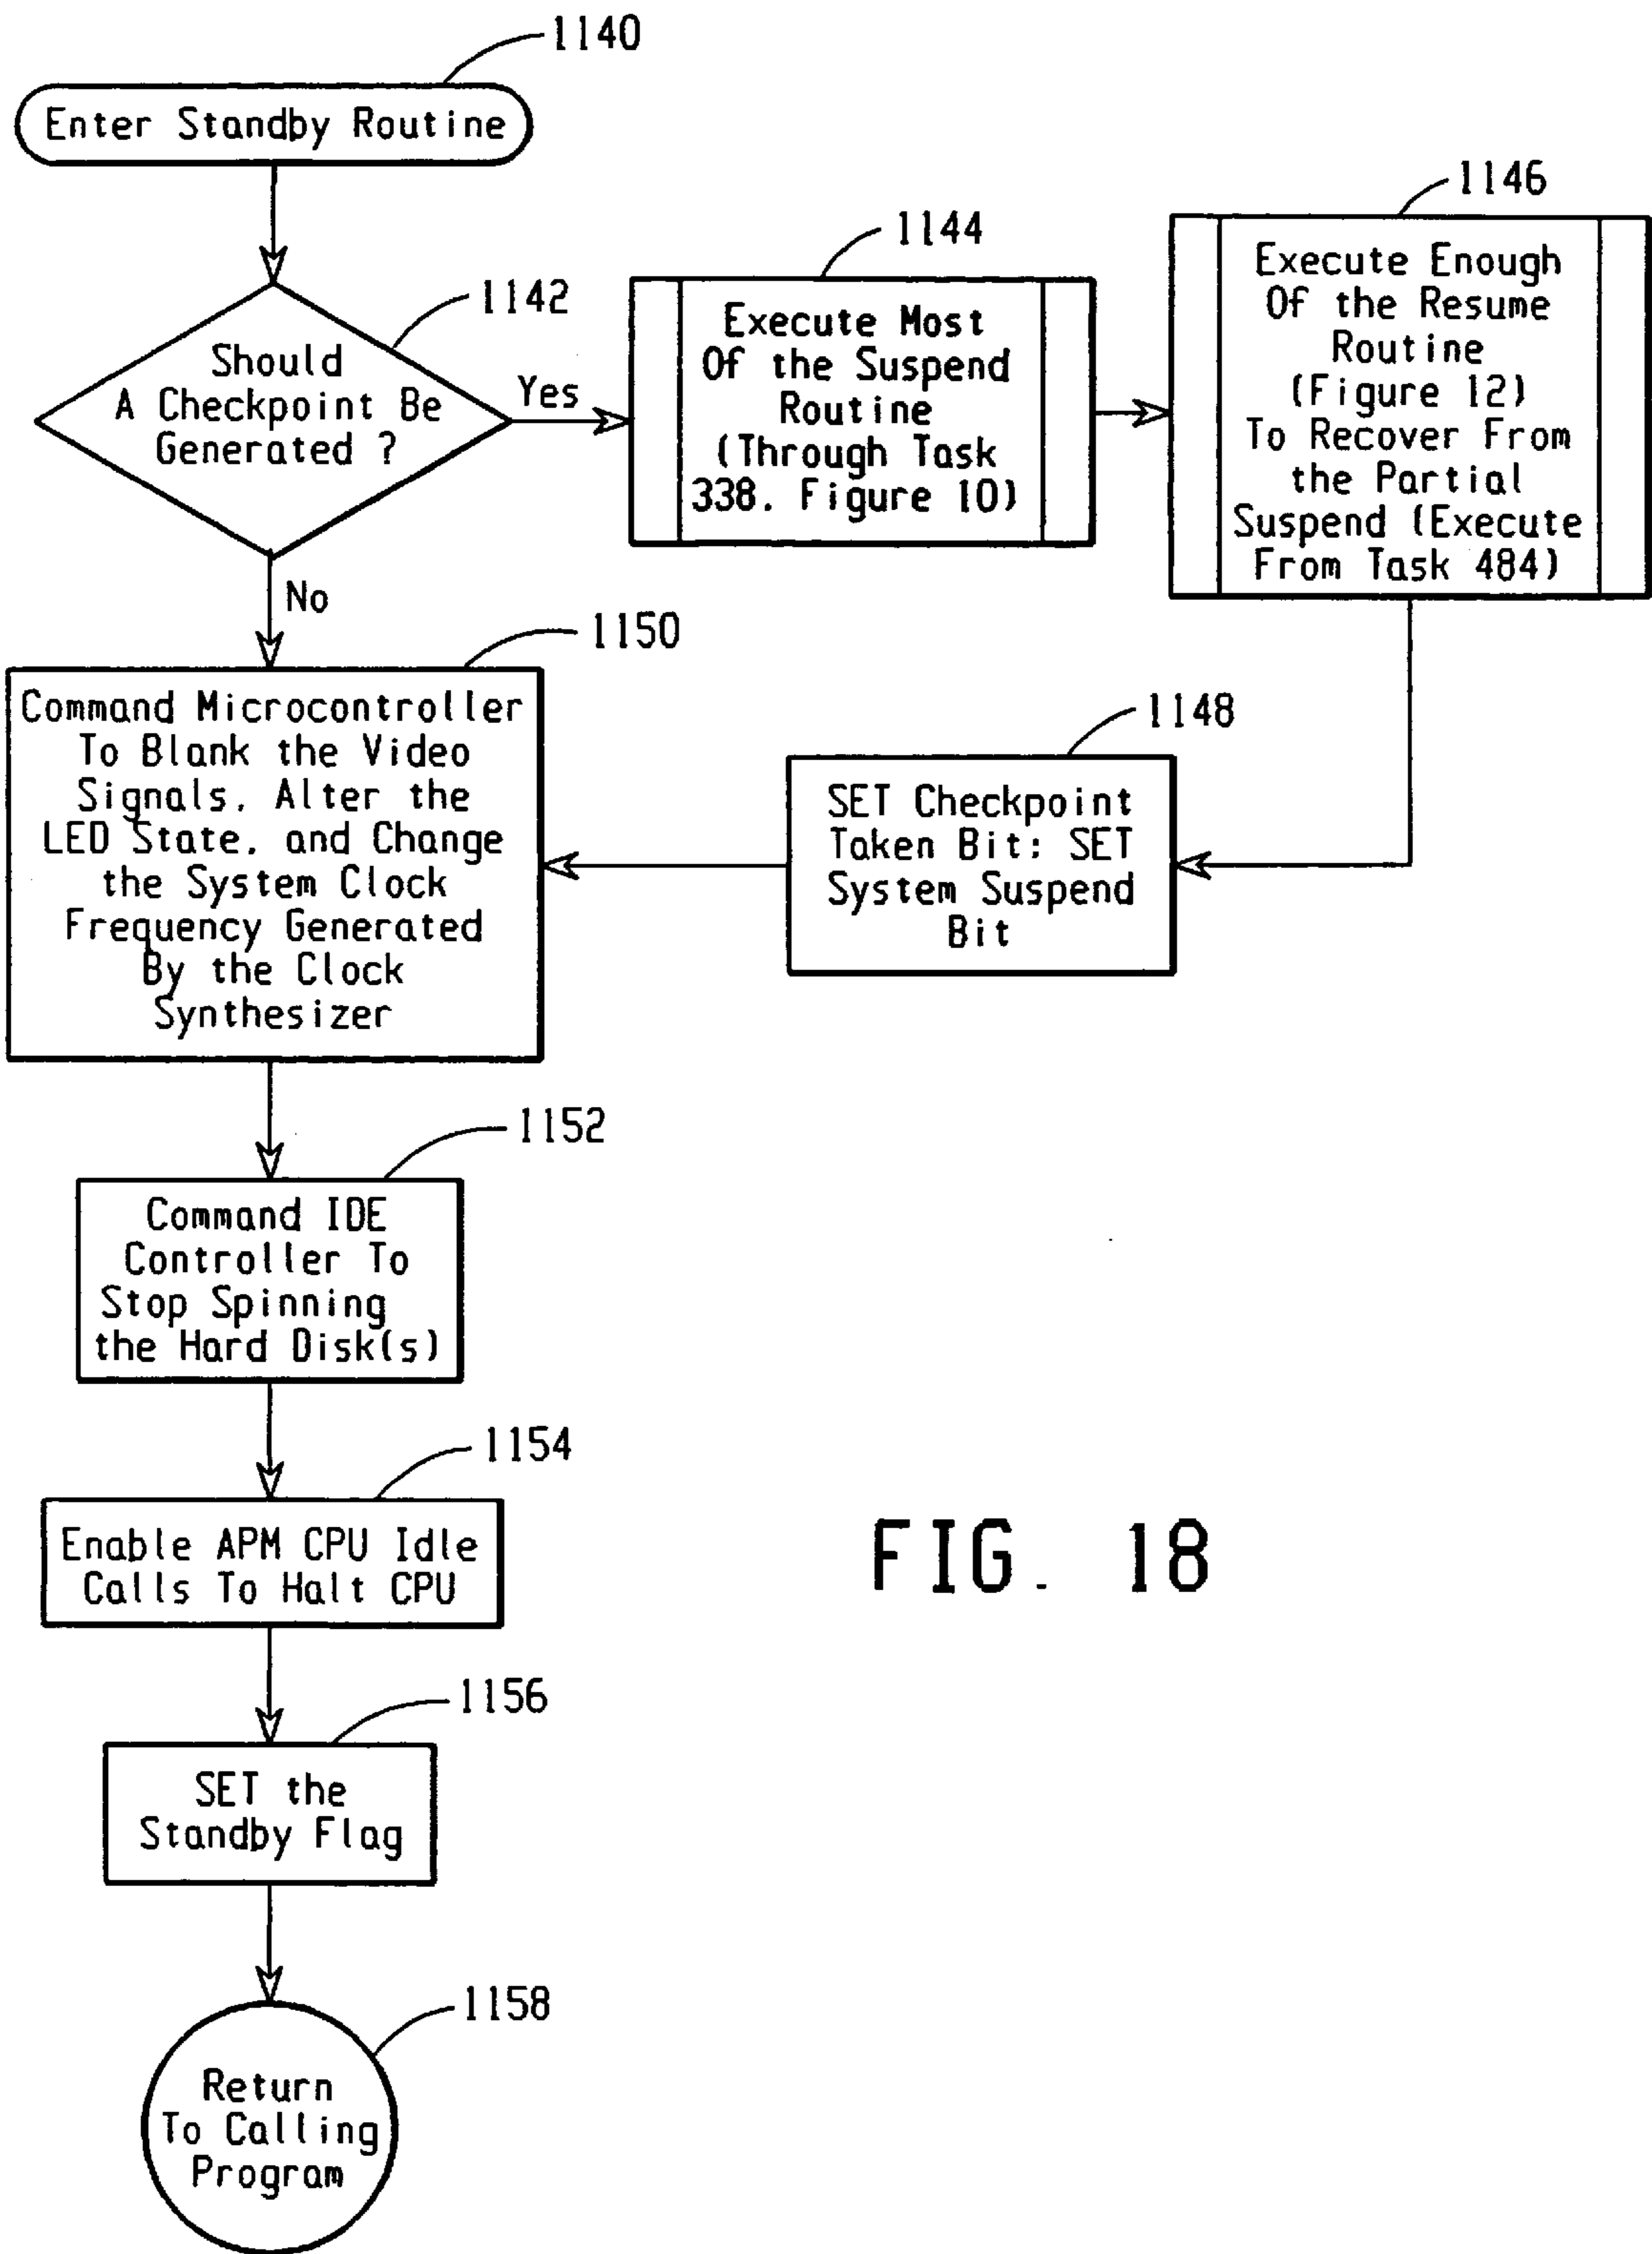 1140
Enter Standby Routine
1142
Should
A Checkpoint Be
Generated ?
Yes
No
1144
Execute Most
Of the Suspend
Routine
(Through Task
338. Figure 10)
1146
Execute Enough
Of the Resume
Routine
(Figure 12)
To Recover From
the Partial
Suspend (Execute
From Task 484)
1148
SET Checkpoint
Taken Bit: SET
System Suspend
Bit
1150
Command Microcontroller
To Blank the Video
Signals. Alter the
LED State. and Change
the System Clock
Frequency Generated
By the Clock
Synthesizer
1152
Command IDE
Controller To
Stop Spinning
the Hard Disk(s)
1154
Enable APM CPU Idle
Calls To Halt CPU
1156
SET the
Standby Flag
1158
Return
To Calling
Program
FIG. 18